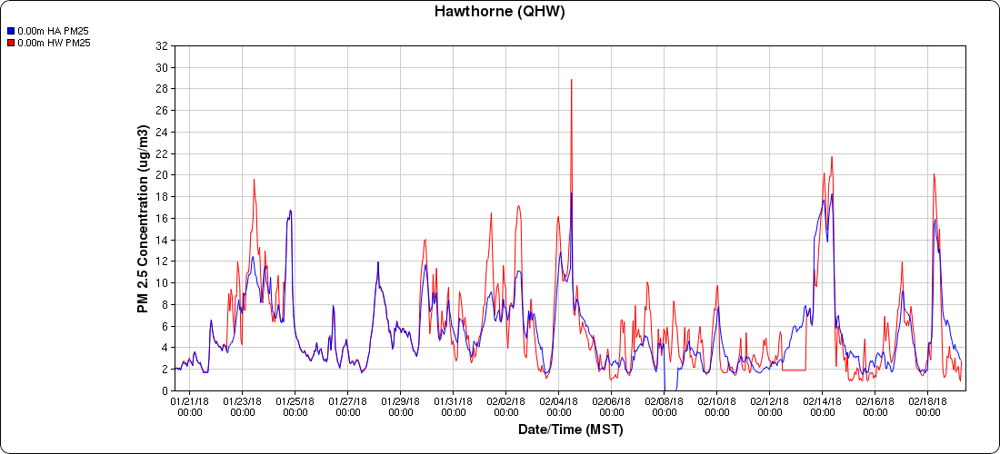 Hawthorne (QHW)
0.00m HA PM25
0.00m HW PM25
PM 2.5 Concentration (ug/m3)
32
30
28
26
24
22
20
18
16
14
12
10
8
6
4
2
0
01/21/18 01/23/18 01/25/18 01/27/18 01/29/18 01/31/18 02/02/18 02/04/18 02/06/18 02/08/18 02/10/18 02/12/18 02/14/18 02/16/18 02/18/18
00:00 00:00 00:00 00:00 00:00 00:00 00:00 00:00 00:00 00:00 00:00 00:00 00:00 00:00 00:00
Date/Time (MST)